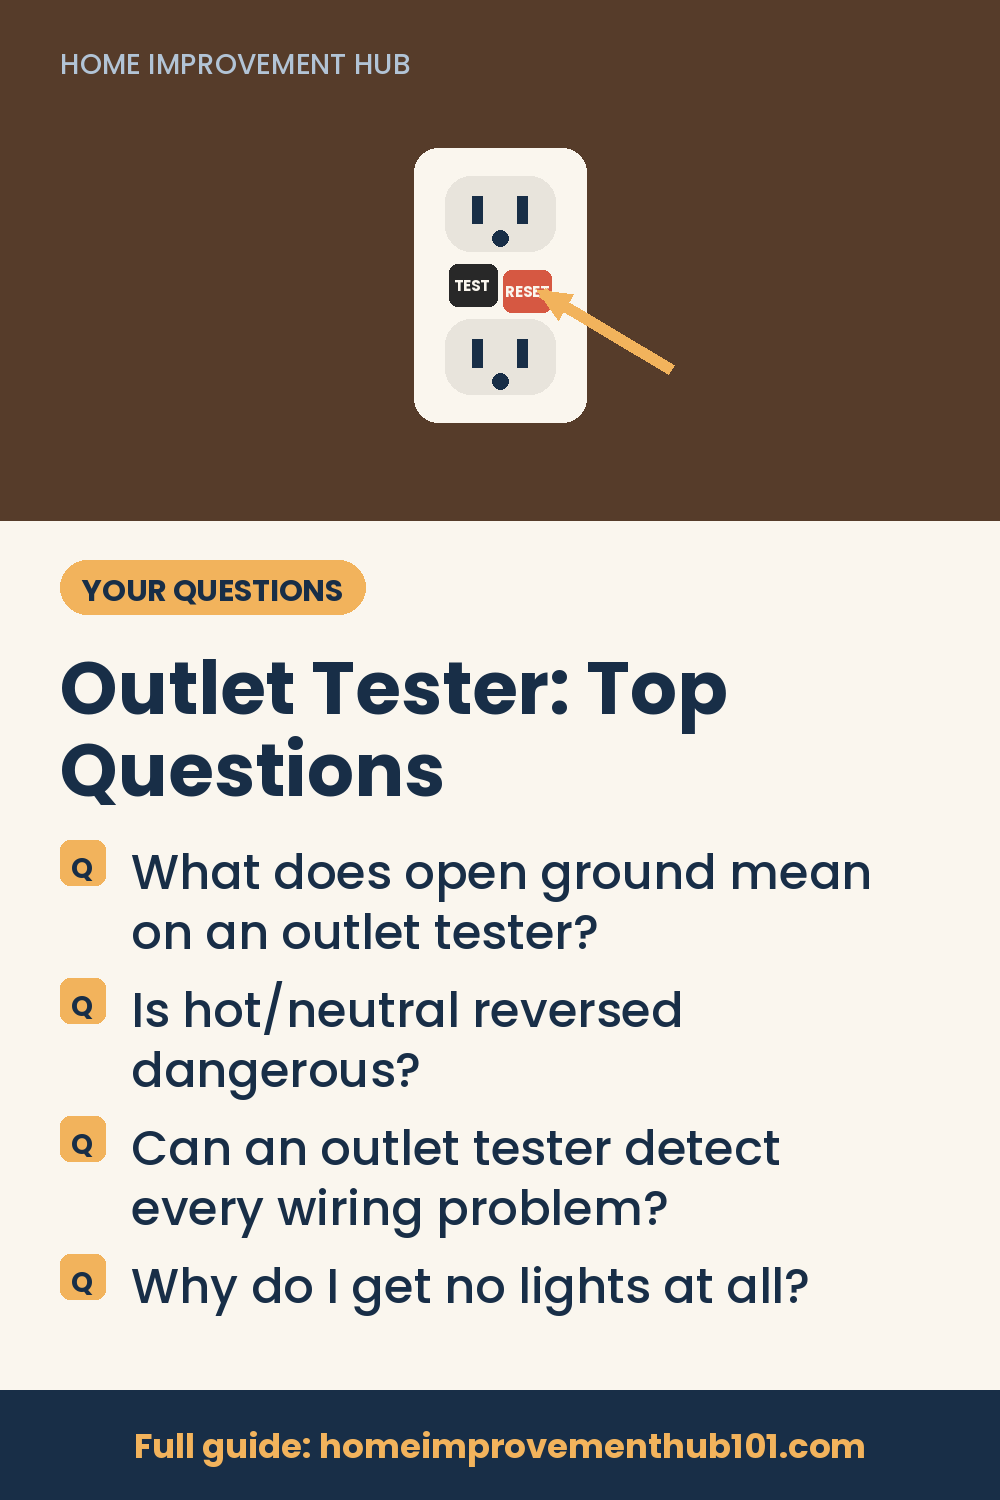 HOME IMPROVEMENT HUB
TEST
RESET
YOUR QUESTIONS
Outlet Tester: Top
Questions
Q What does open ground mean
on an outlet tester?
Q Is hot/neutral reversed
dangerous?
Q Can an outlet tester detect
every wiring problem?
Q Why do I get no lights at all?
Full guide: homeimprovementhub101.com